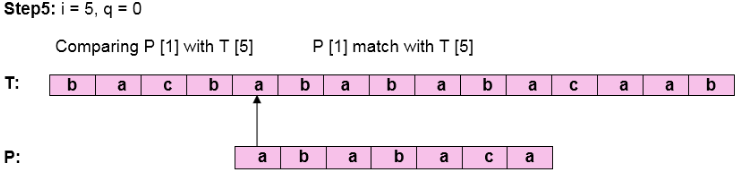 Step5: i = 5, q = 0
Comparing P [1] with T [5] P [1] match with T [5]
T: b a c b a b a b a b a c a a b
P: a b a b a c a